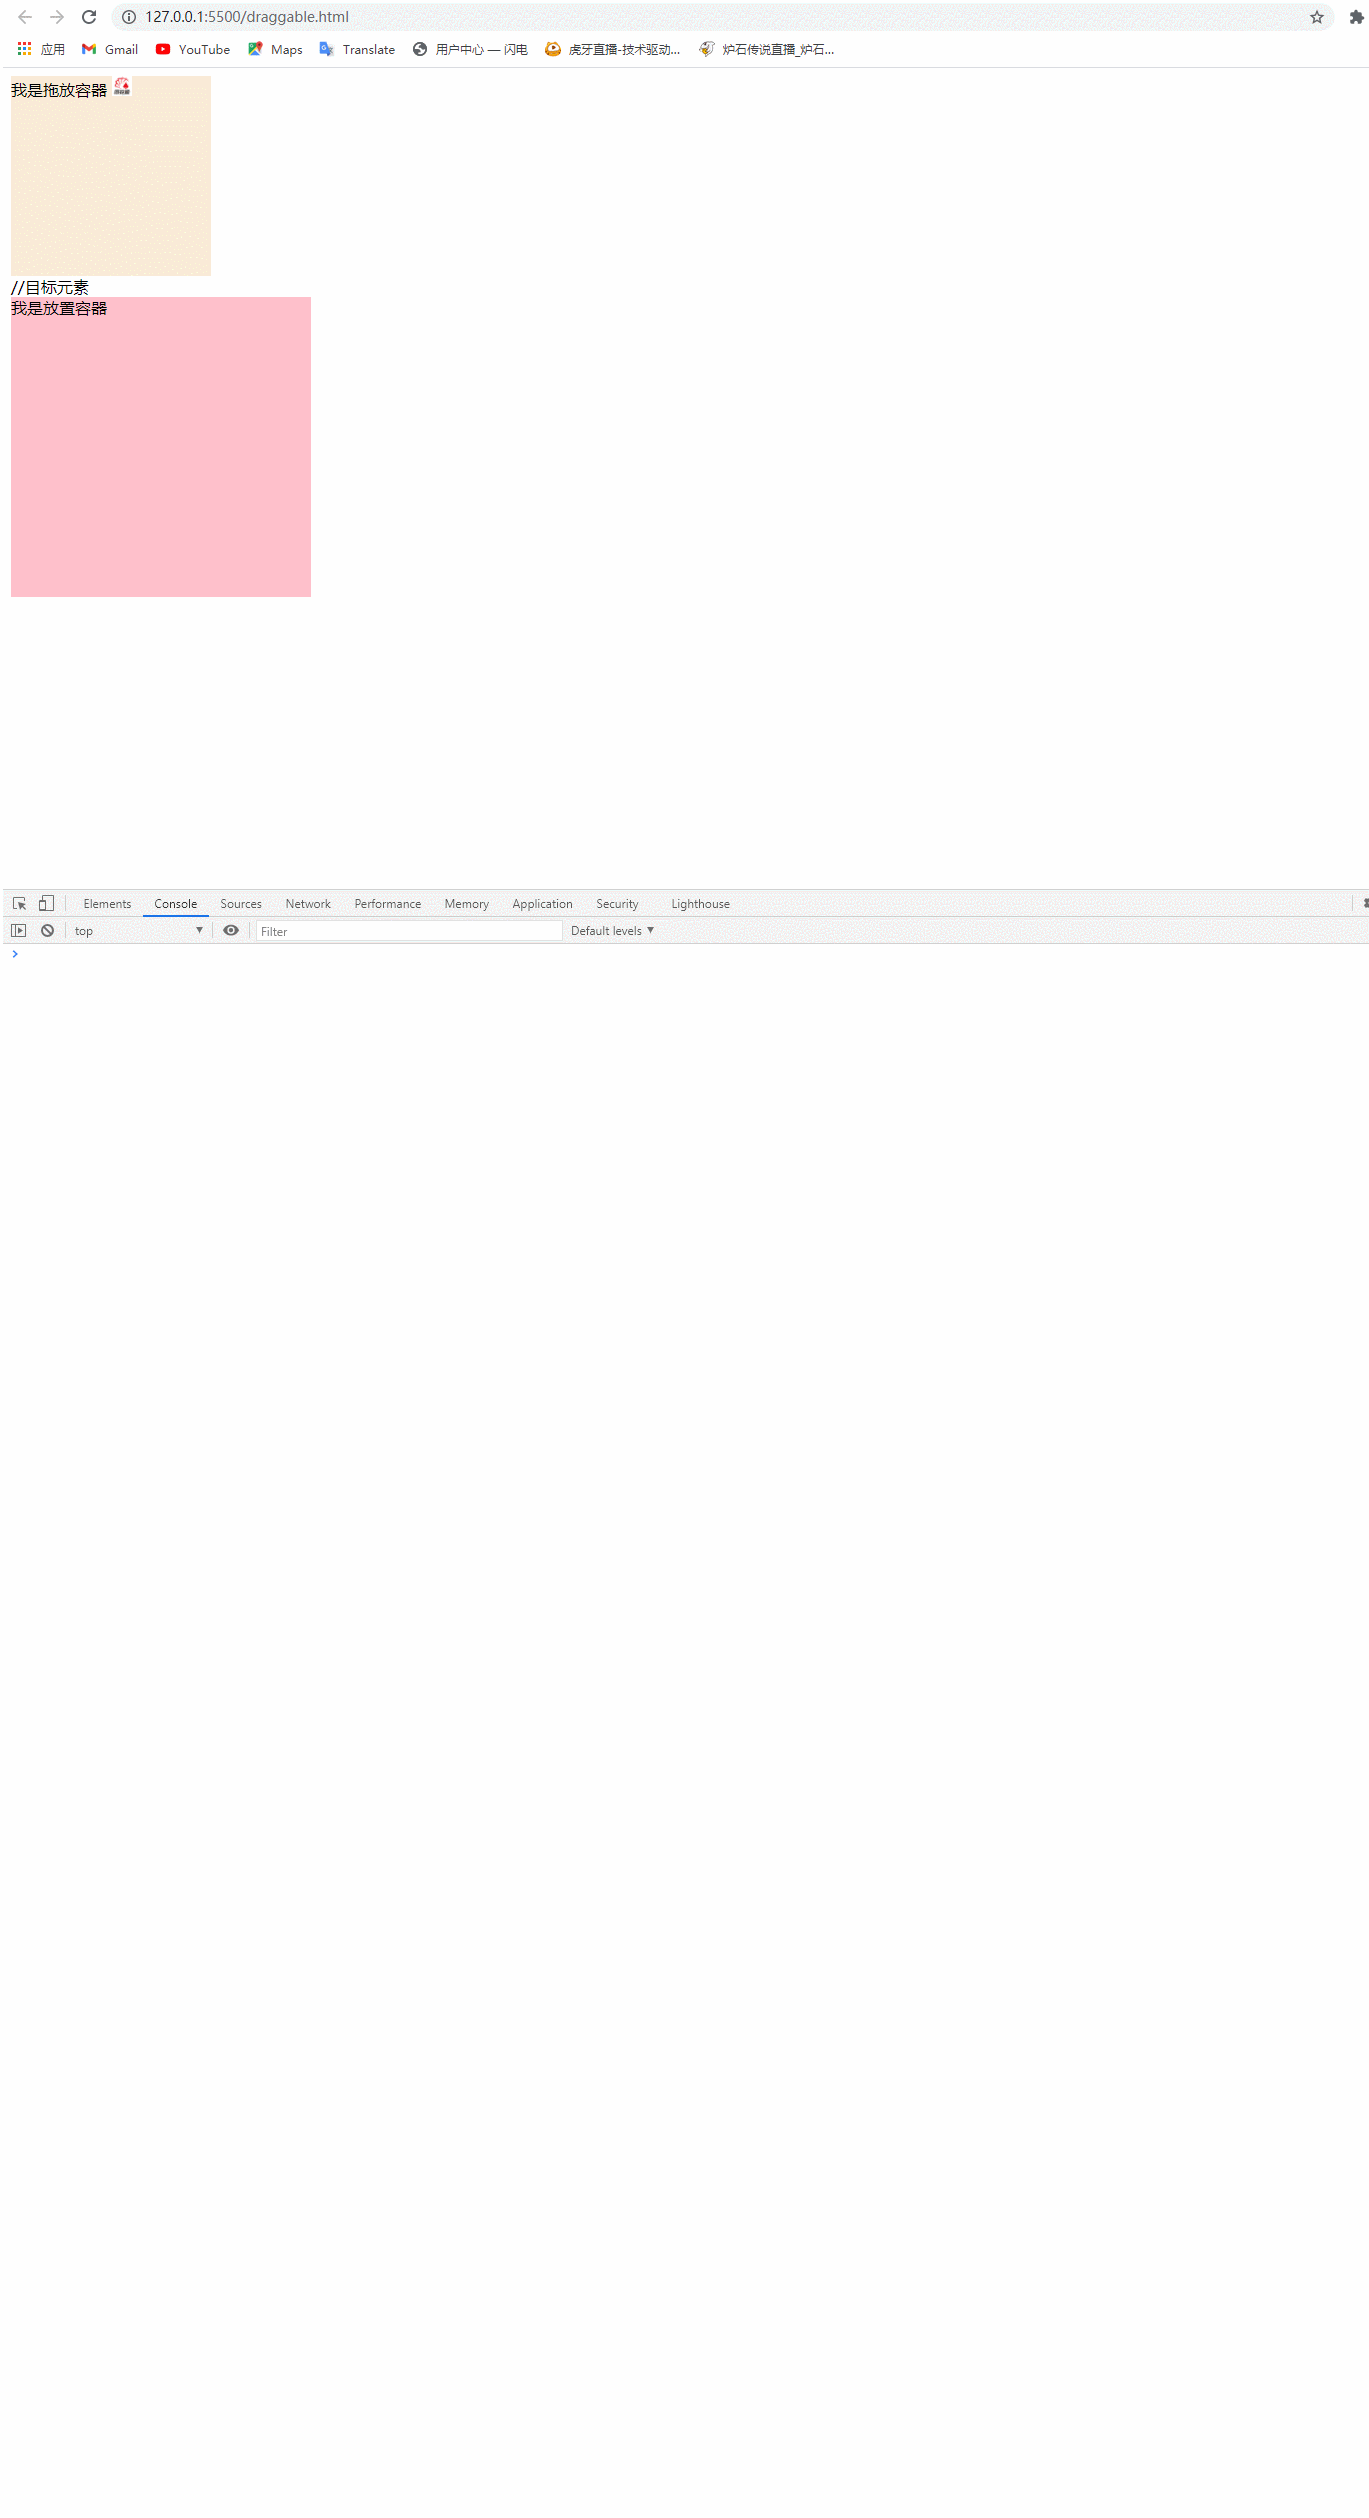 127.0.0.1:5500/draggable.html
应用 Gmail YouTube Maps Translate 用户中心 — 闪电 虎牙直播-技术驱动... 炉石传说直播_炉石...
我是拖放容器
//目标元素
我是放置容器
Elements Console Sources Network Performance Memory Application Security Lighthouse
top Filter Default levels